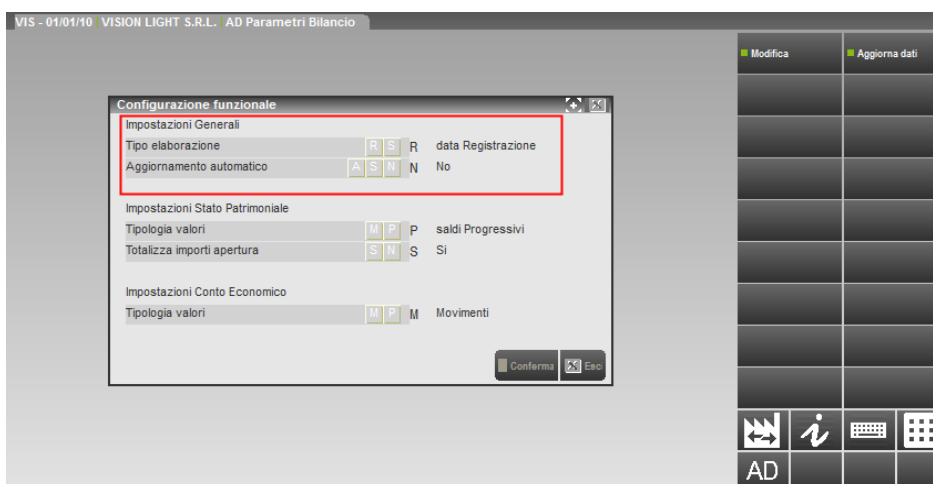 VIS - 01/01/10 VISION LIGHT S.R.L. AD Parametri Bilancio
Modifica Aggiorna dati
Configurazione funzionale
Impostazioni Generali
Tipo elaborazione R S R data Registrazione
Aggiornamento automatico A S N N No
Impostazioni Stato Patrimoniale
Tipologia valori M P P saldi Progressivi
Totalizza importi apertura S N S Si
Impostazioni Conto Economico
Tipologia valori M P M Movimenti
Conferma Esci
i
AD